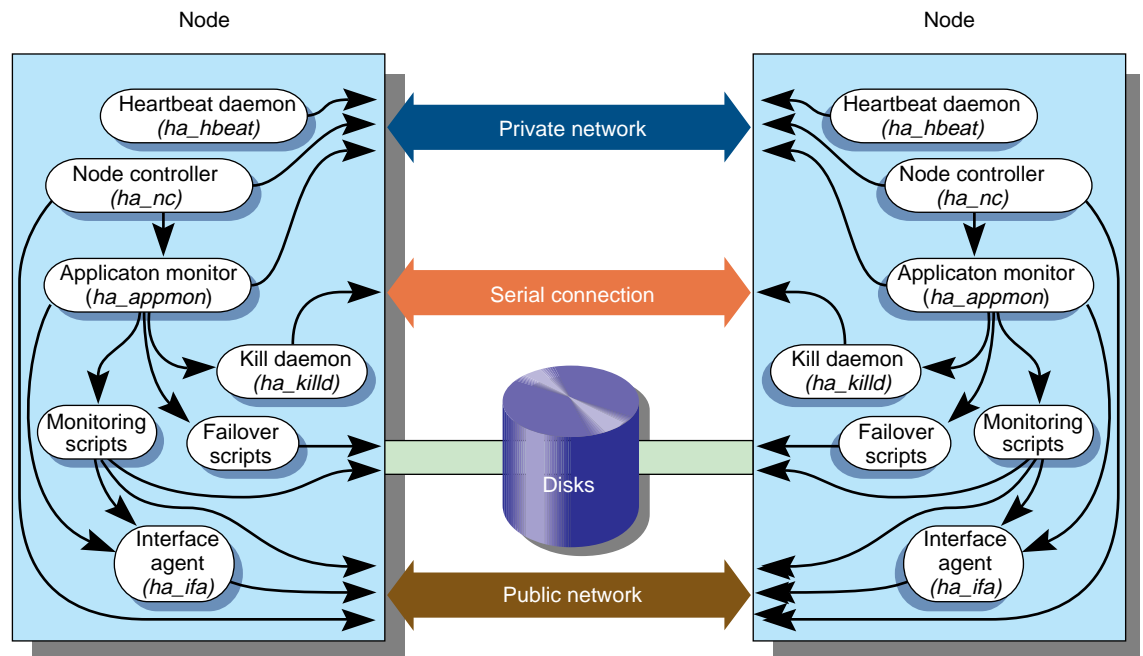 Node
Node
Heartbeat daemon
(ha_hbeat)
Private network
Heartbeat daemon
(ha_hbeat)
Node controller
(ha_nc)
Node controller
(ha_nc)
Applicaton monitor
(ha_appmon)
Serial connection
Applicaton monitor
(ha_appmon)
Kill daemon
(ha_killd)
Kill daemon
(ha_killd)
Monitoring
scripts
Failover
scripts
Disks
Failover
scripts
Monitoring
scripts
Interface
agent
(ha_ifa)
Public network
Interface
agent
(ha_ifa)